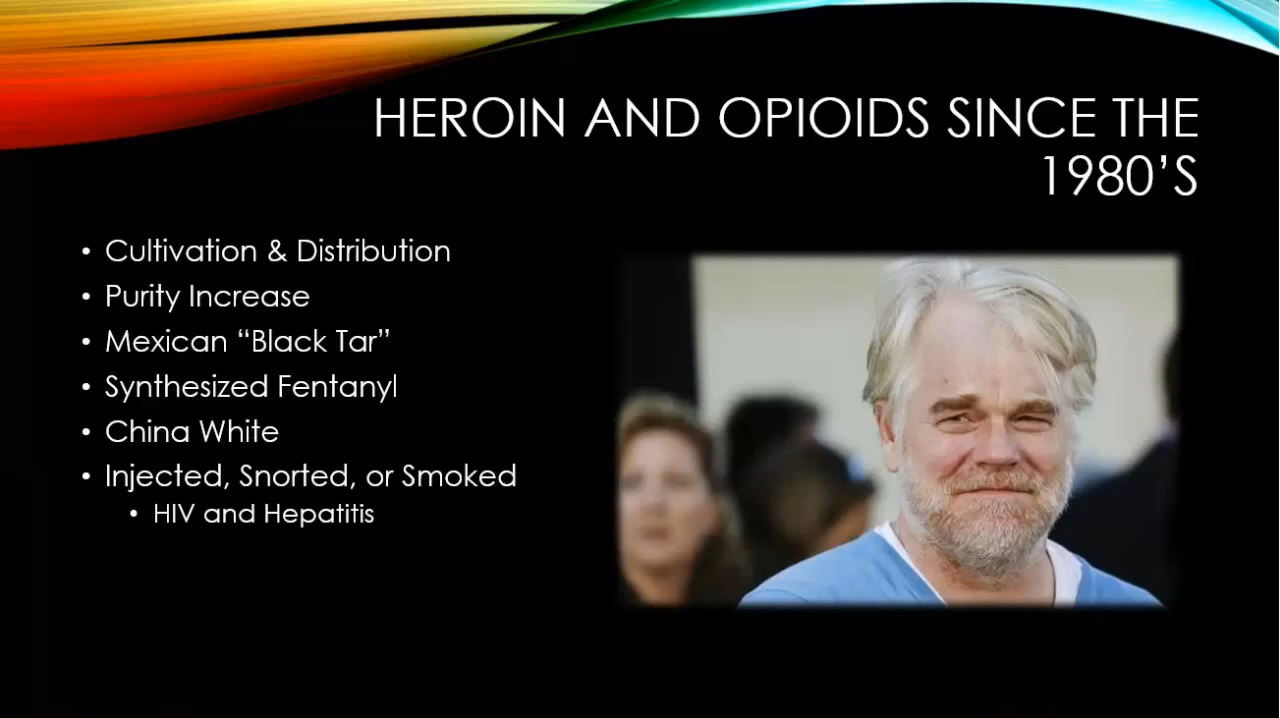 HEROIN AND OPIOIDS SINCE THE
1980’S
• Cultivation & Distribution
• Purity Increase
• Mexican “Black Tar”
• Synthesized Fentanyl
• China White
• Injected, Snorted, or Smoked
• HIV and Hepatitis